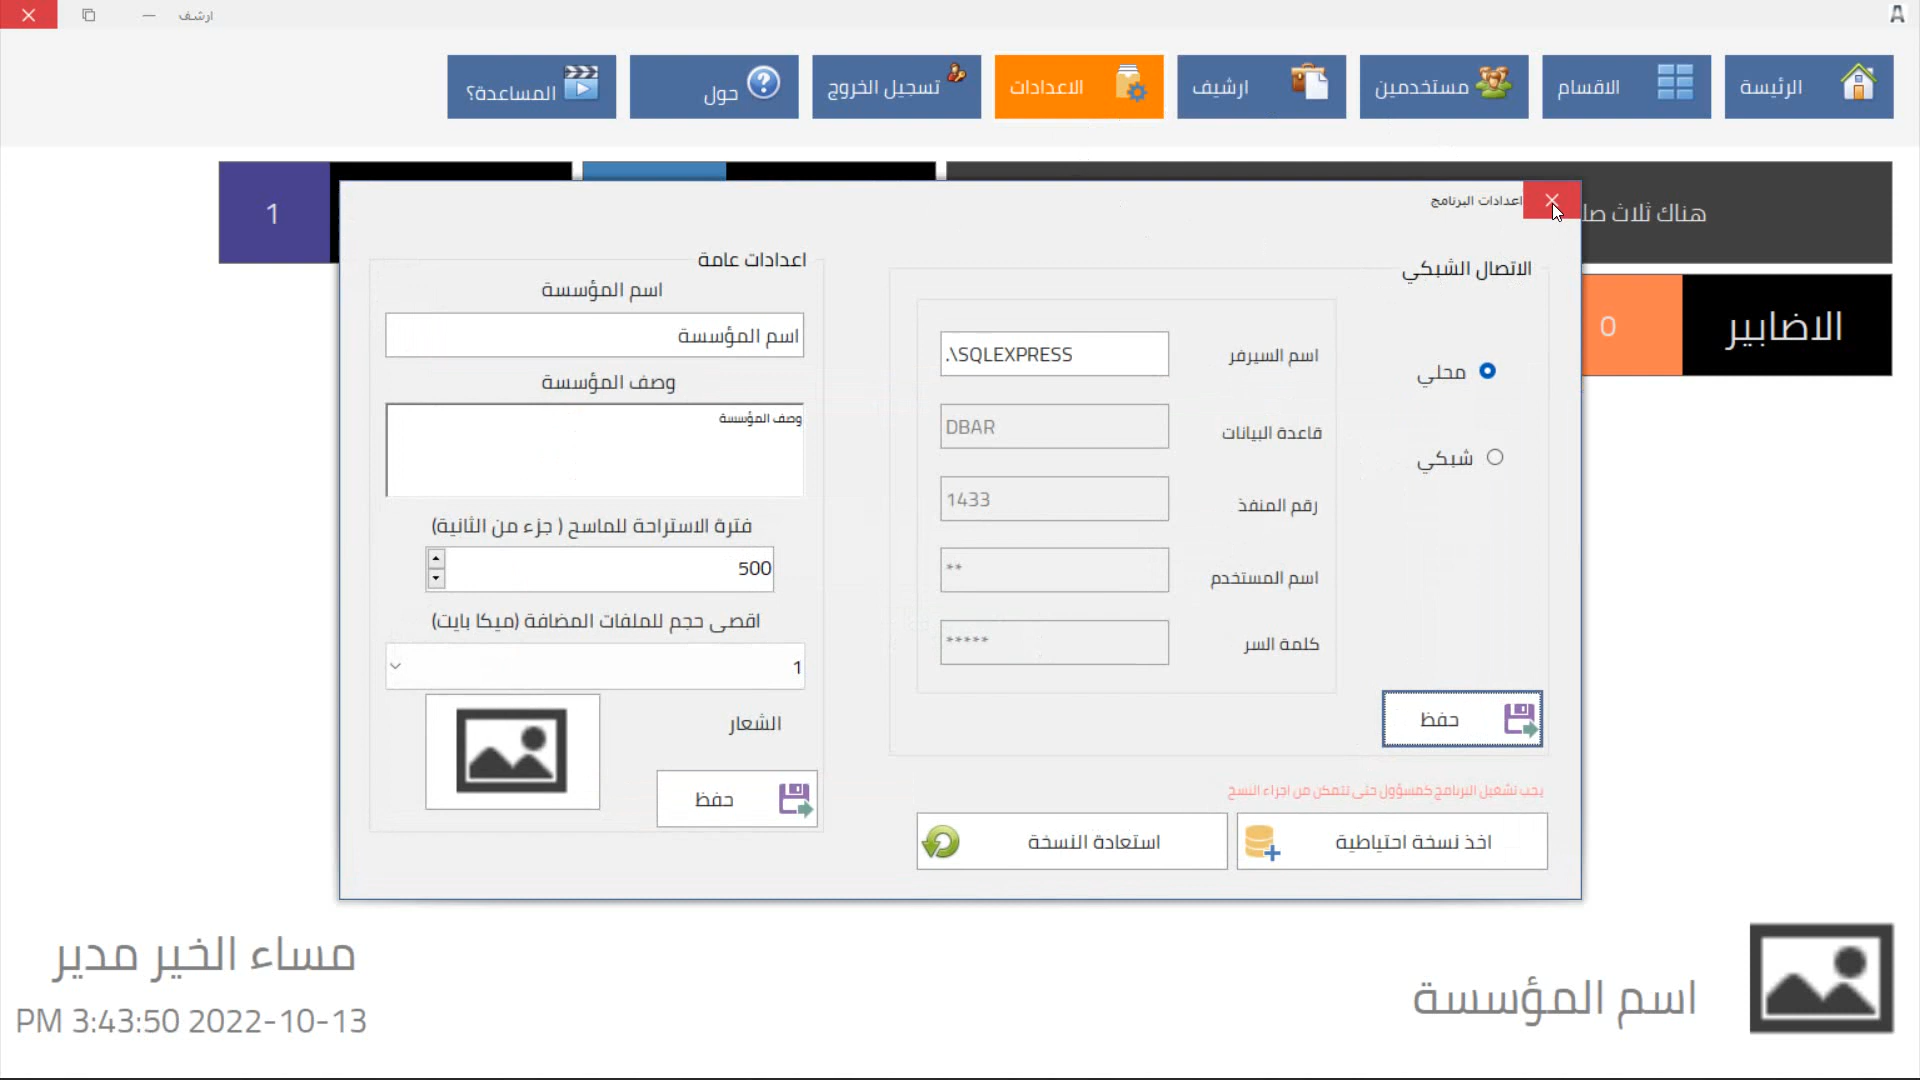 ارشف
الرئيسة
الاقسام
مستخدمين
ارشيف
الاعدادات
تسجيل الخروج
حول
المساعدة؟
هناك ثلاث
1
الاضابير
0
اعدادات البرنامج
الاتصال الشبكي
محلي
شبكي
اسم السيرفر
.\SQLEXPRESS
قاعدة البيانات
DBAR
رقم المنفذ
1433
اسم المستخدم
**
كلمة السر
*****
حفظ
يجب تشغيل البرنامج كمسؤول حتى تتمكن من اجراء النسخ
اخذ نسخة احتياطية
استعادة النسخة
اعدادات عامة
اسم المؤسسة
اسم المؤسسة
وصف المؤسسة
وصف المؤسسة
فترة الاستراحة للماسح ( جزء من الثانية)
500
اقصى حجم للملفات المضافة (ميكا بايت)
1
الشعار
حفظ
اسم المؤسسة
مساء الخير مدير
PM 3:43:50 2022-10-13